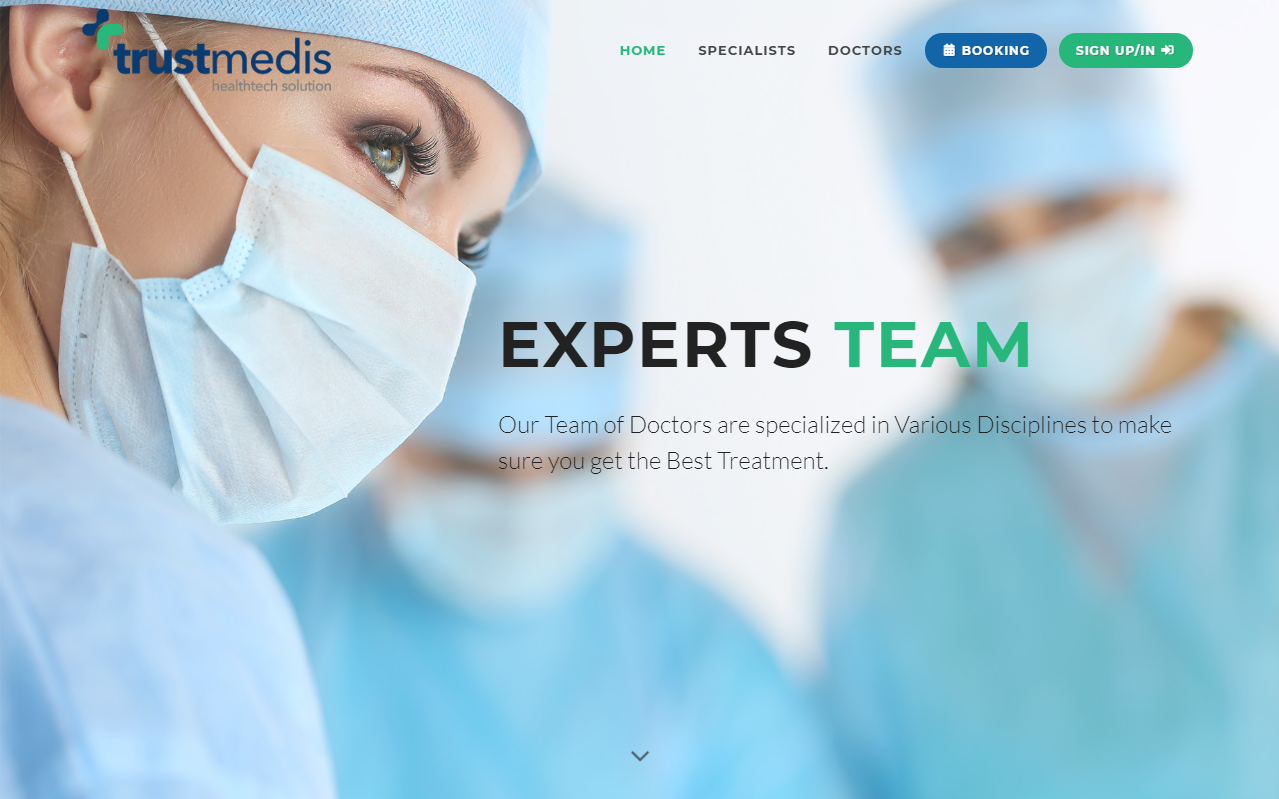 trustmedis
healthtech solution
HOME
SPECIALISTS
DOCTORS
BOOKING
SIGN UP/IN
EXPERTS TEAM
Our Team of Doctors are specialized in Various Disciplines to make
sure you get the Best Treatment.